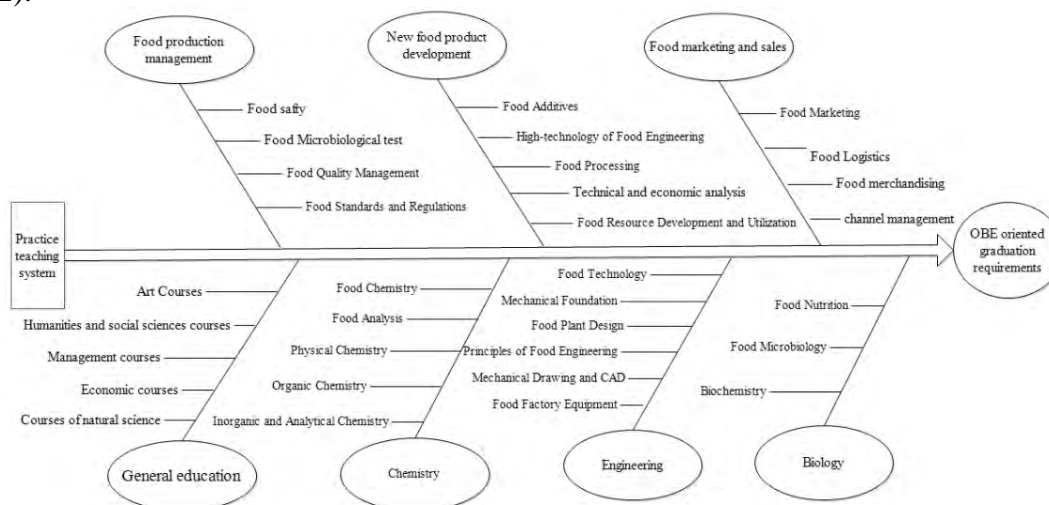 2).
Food production
management
New food product
development
Food marketing and sales
Food safty
Food Microbiological test
Food Quality Management
Food Standards and Regulations
Food Additives
High-technology of Food Engineering
Food Processing
Technical and economic analysis
Food Resource Development and Utilization
Food Marketing
Food Logistics
Food merchandising
channel management
Practice
teaching
system
OBE oriented
graduation
requirements
Art Courses
Humanities and social sciences courses
Management courses
Economic courses
Courses of natural science
Food Chemistry
Food Analysis
Physical Chemistry
Organic Chemistry
Inorganic and Analytical Chemistry
Food Technology
Mechanical Foundation
Food Plant Design
Principles of Food Engineering
Mechanical Drawing and CAD
Food Factory Equipment
Food Nutrition
Food Microbiology
Biochemistry
General education
Chemistry
Engineering
Biology